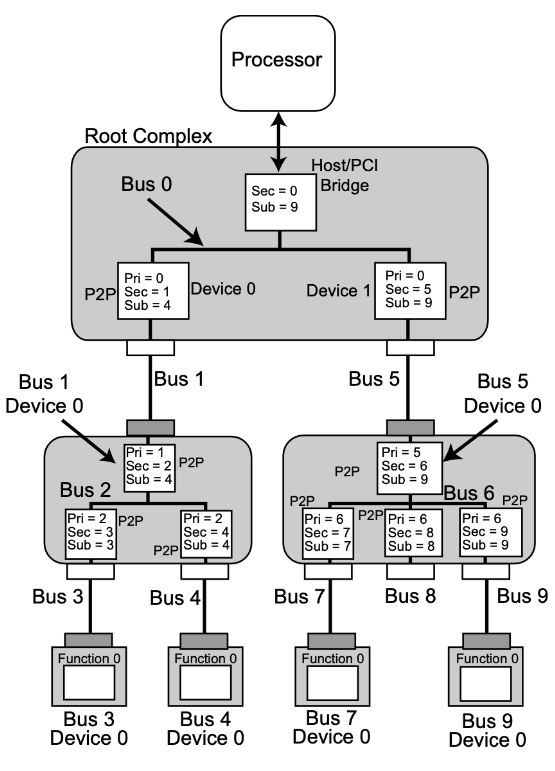 Processor
Root Complex
Host/PCI
Bridge
Bus 0
Sec = 0
Sub = 9
P2P
Pri = 0
Sec = 1
Sub = 4
Device 0
Device 1
Pri = 0
Sec = 5
Sub = 9
P2P
Bus 1
Bus 5
Bus 1
Device 0
Bus 5
Device 0
Pri = 1
Sec = 2
Sub = 4
P2P
Bus 2
Pri = 2
Sec = 3
Sub = 3
P2P
P2P
Pri = 2
Sec = 4
Sub = 4
P2P
Pri = 5
Sec = 6
Sub = 9
Bus 6
P2P
Pri = 6
Sec = 7
Sub = 7
P2P
Pri = 6
Sec = 8
Sub = 8
P2P
Pri = 6
Sec = 9
Sub = 9
Bus 3
Bus 4
Bus 7
Bus 8
Bus 9
Function 0
Function 0
Function 0
Function 0
Bus 3
Device 0
Bus 4
Device 0
Bus 7
Device 0
Bus 9
Device 0